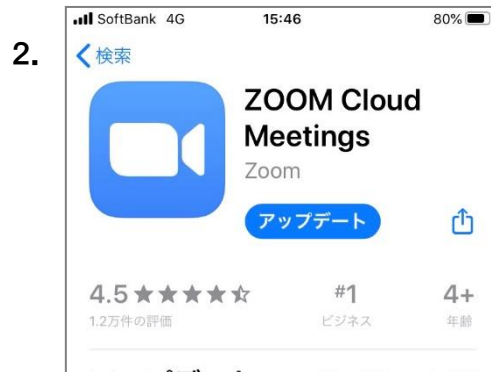 SoftBank 4G 15:46 80%
2.
検索
ZOOM Cloud
Meetings
Zoom
アップデート
4.5 ★★★★⯪ #1 4+
1.2万件の評価 ビジネス 年齢